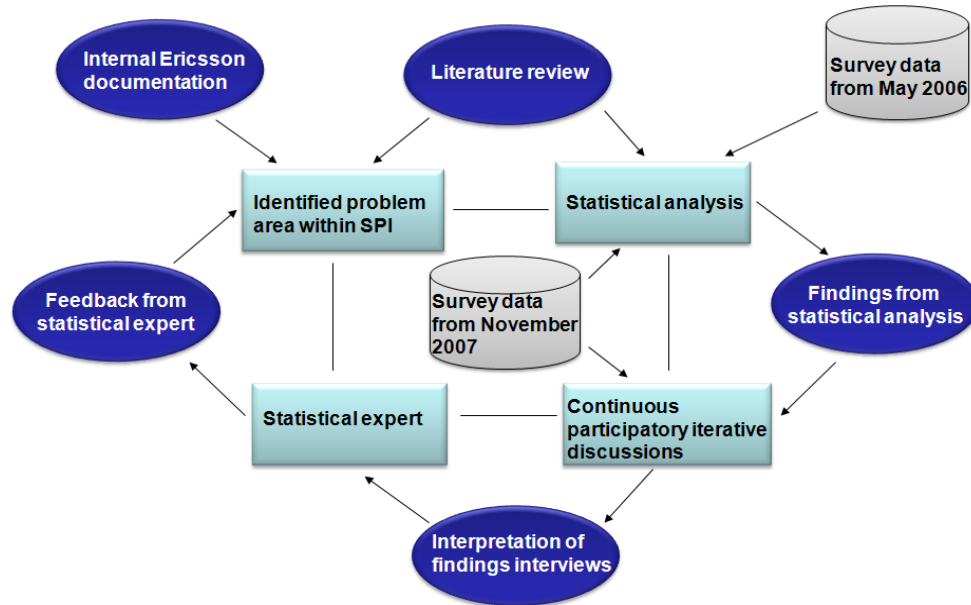 Internal Ericsson
documentation
Literature review
Survey data
from May 2006
Identified problem
area within SPI
Statistical analysis
Feedback from
statistical expert
Survey data
from November
2007
Findings from
statistical analysis
Statistical expert
Continuous
participatory iterative
discussions
Interpretation of
findings interviews